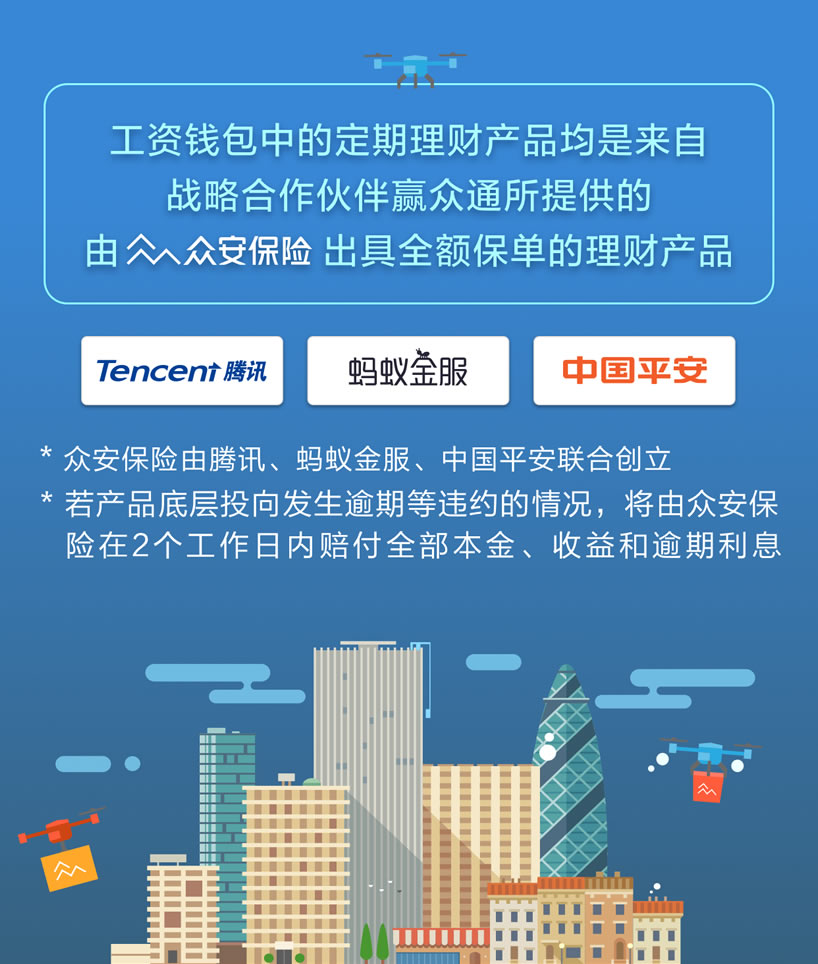 工资钱包中的定期理财产品均是来自
战略合作伙伴赢众通所提供的
由 众安保险 出具全额保单的理财产品
Tencent 腾讯 蚂蚁金服 中国平安
* 众安保险由腾讯、蚂蚁金服、中国平安联合创立
* 若产品底层投向发生逾期等违约的情况，将由众安保
险在2个工作日内赔付全部本金、收益和逾期利息